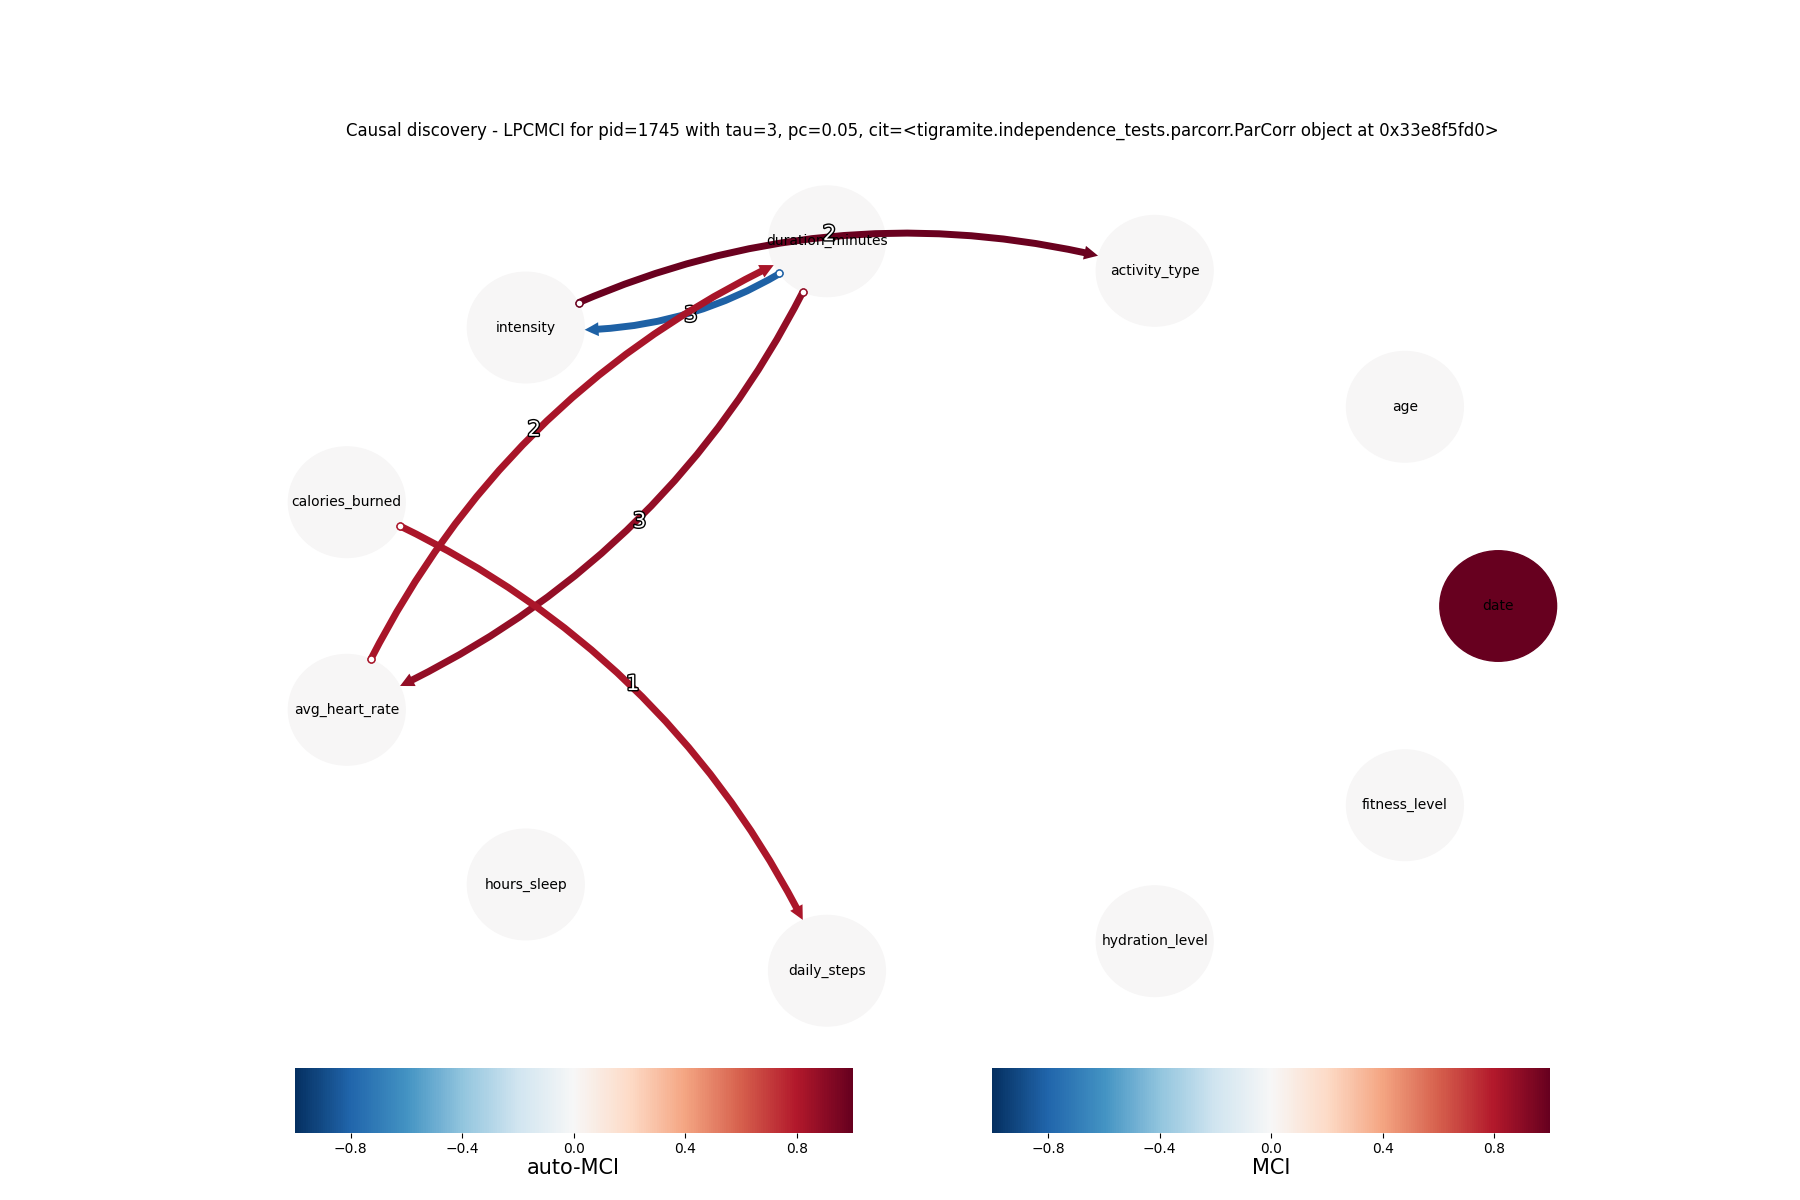 Causal discovery - LPCMCI for pid=1745 with tau=3, pc=0.05, cit=<tigramite.independence_tests.parcorr.ParCorr object at 0x33e8f5fd0>
2
duration_minutes
activity_type
3
intensity
age
2
calories_burned
3
date
1
avg_heart_rate
fitness_level
hours_sleep
hydration_level
daily_steps
−0.8 −0.4 0.0 0.4 0.8
auto-MCI
−0.8 −0.4 0.0 0.4 0.8
MCI